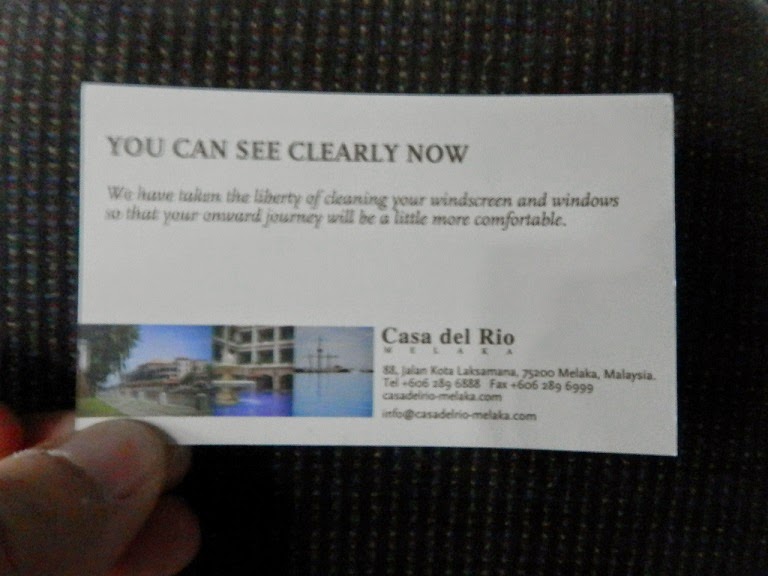 YOU CAN SEE CLEARLY NOW
We have taken the liberty of cleaning your windscreen and windows
so that your onward journey will be a little more comfortable.
Casa del Rio
MELAKA
88, Jalan Kota Laksamana, 75200 Melaka, Malaysia.
Tel +606 289 6888 Fax +606 289 6999
casadelrio-melaka.com
info@casadelrio-melaka.com